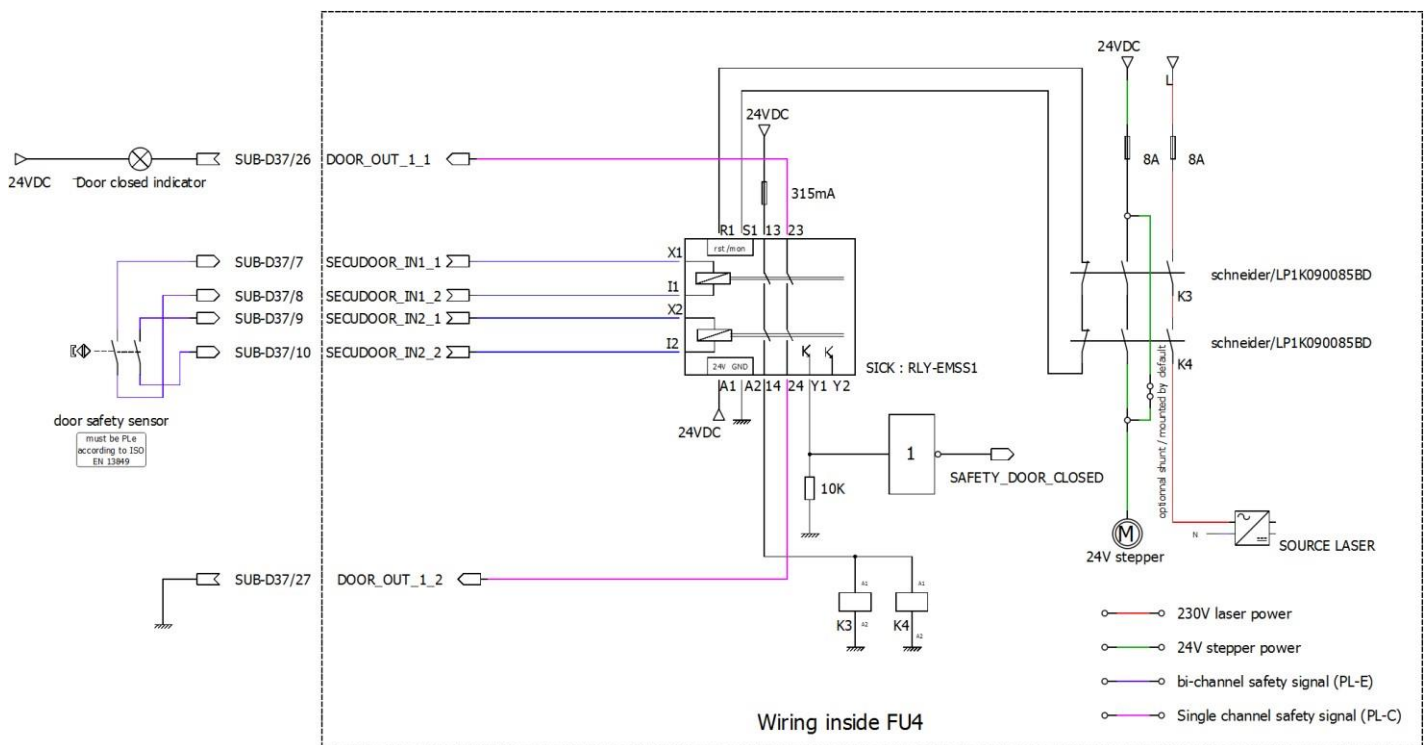 24VDC
L
8A
8A
24VDC
315mA
24VDC
Door closed indicator
SUB-D37/26
DOOR_OUT_1_1
R1
S1
13
23
rst/mon
X1
I1
X2
I2
SUB-D37/7
SECUDOOR_IN1_1
SUB-D37/8
SECUDOOR_IN1_2
SUB-D37/9
SECUDOOR_IN2_1
SUB-D37/10
SECUDOOR_IN2_2
schneider/LP1K090085BD
K3
schneider/LP1K090085BD
K4
24V GND
A1
A2
14
24
Y1
Y2
SICK : RLY-EMSS1
24VDC
door safety sensor
must be PLe
according to ISO
EN 13849
1
SAFETY_DOOR_CLOSED
10K
optionnal shunt / mounted by default
M
24V stepper
N
SOURCE LASER
SUB-D37/27
DOOR_OUT_1_2
A1
K3
A2
A1
K4
A2
230V laser power
24V stepper power
bi-channel safety signal (PL-E)
Single channel safety signal (PL-C)
Wiring inside FU4